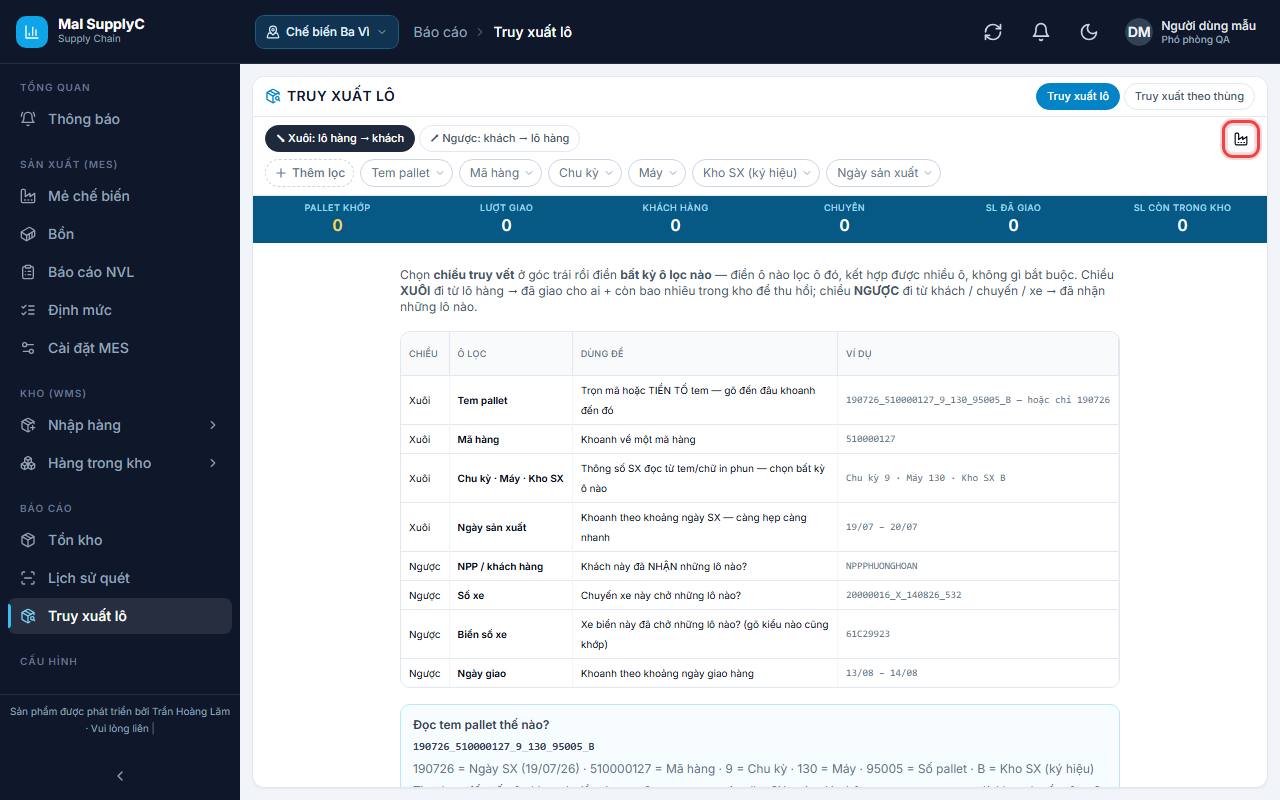 Mal SupplyC
Supply Chain
Chế biến Ba Vì
Báo cáo > Truy xuất lô
DM
Người dùng mẫu
Phó phòng QA
TỔNG QUAN
Thông báo
SẢN XUẤT (MES)
Mẻ chế biến
Bồn
Báo cáo NVL
Định mức
Cài đặt MES
KHO (WMS)
Nhập hàng
Hàng trong kho
BÁO CÁO
Tồn kho
Lịch sử quét
Truy xuất lô
CẤU HÌNH
Sản phẩm được phát triển bởi Trần Hoàng Lâm
· Vui lòng liên |
TRUY XUẤT LÔ
Truy xuất lô
Truy xuất theo thùng
Xuôi: lô hàng → khách
Ngược: khách → lô hàng
+ Thêm lọc
Tem pallet
Mã hàng
Chu kỳ
Máy
Kho SX (ký hiệu)
Ngày sản xuất
PALLET KHỚP
0
LƯỢT GIAO
0
KHÁCH HÀNG
0
CHUYẾN
0
SL ĐÃ GIAO
0
SL CÒN TRONG KHO
0
Chọn chiều truy vết ở góc trái rồi điền bất kỳ ô lọc nào — điền ô nào lọc ô đó, kết hợp được nhiều ô, không gì bắt buộc. Chiều
XUÔI đi từ lô hàng → đã giao cho ai + còn bao nhiêu trong kho để thu hồi; chiều NGƯỢC đi từ khách / chuyến / xe → đã nhận
những lô nào.
CHIỀU Ô LỌC DÙNG ĐỂ VÍ DỤ
Xuôi Tem pallet Trọn mã hoặc TIỀN TỐ tem — gõ đến đâu khoanh
đến đó
190726_510000127_9_130_95005_B — hoặc chỉ 190726
Xuôi Mã hàng Khoanh về một mã hàng 510000127
Xuôi Chu kỳ · Máy · Kho SX Thông số SX đọc từ tem/chữ in phun — chọn bất kỳ
ô nào
Chu kỳ 9 · Máy 130 · Kho SX B
Xuôi Ngày sản xuất Khoanh theo khoảng ngày SX — càng hẹp càng
nhanh
19/07 – 20/07
Ngược NPP / khách hàng Khách này đã NHẬN những lô nào? NPPPHUONGHOAN
Ngược Số xe Chuyến xe này chở những lô nào? 20000016_X_140826_532
Ngược Biển số xe Xe biển này đã chở những lô nào? (gõ kiểu nào cũng
khớp)
61C29923
Ngược Ngày giao Khoanh theo khoảng ngày giao hàng 13/08 – 14/08
Đọc tem pallet thế nào?
190726_510000127_9_130_95005_B
190726 = Ngày SX (19/07/26) · 510000127 = Mã hàng · 9 = Chu kỳ · 130 = Máy · 95005 = Số pallet · B = Kho SX (ký hiệu)